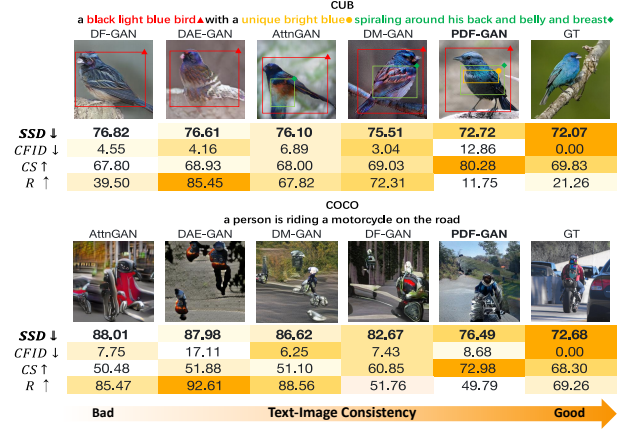 CUB
a black light blue bird▲with a unique bright blue● spiraling around his back and belly and breast◆
DF-GAN DAE-GAN AttnGAN DM-GAN PDF-GAN GT
SSD ↓ 76.82 76.61 76.10 75.51 72.72 72.07
CFID ↓ 4.55 4.16 6.89 3.04 12.86 0.00
CS ↑ 67.80 68.93 68.00 69.03 80.28 69.83
R ↑ 39.50 85.45 67.82 72.31 11.75 21.26
COCO
a person is riding a motorcycle on the road
AttnGAN DAE-GAN DM-GAN DF-GAN PDF-GAN GT
SSD ↓ 88.01 87.98 86.62 82.67 76.49 72.68
CFID ↓ 7.75 17.11 6.25 7.43 8.68 0.00
CS ↑ 50.48 51.88 51.10 60.85 72.98 68.30
R ↑ 85.47 92.61 88.56 51.76 49.79 69.26
Bad Text-Image Consistency Good